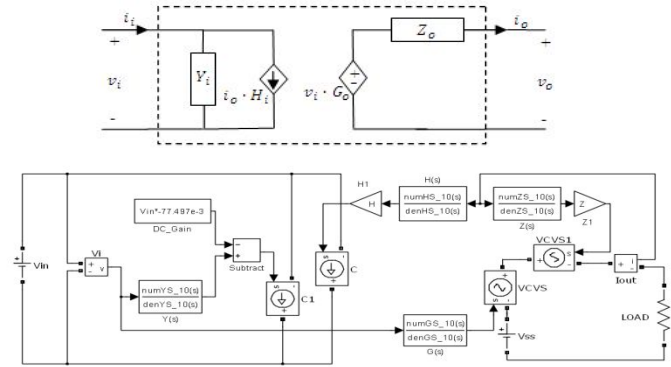 i_i
Z_o
i_o
+
+
v_i
Y_i
i_o · H_i
v_i · G_o
+
-
v_o
-
-
H1
H(s)
Vin*-77.487e-3
DC_Gain
H
numHS_10(s)
denHS_10(s)
numZS_10(s)
denZS_10(s)
Z
Z(s)
Z1
VCVS1
Vin
Vi
+
-
v
-
+
Subtract
C
C1
s
VCVS
Iout
LOAD
numYS_10(s)
denYS_10(s)
Y(s)
numGS_10(s)
denGS_10(s)
G(s)
Vss